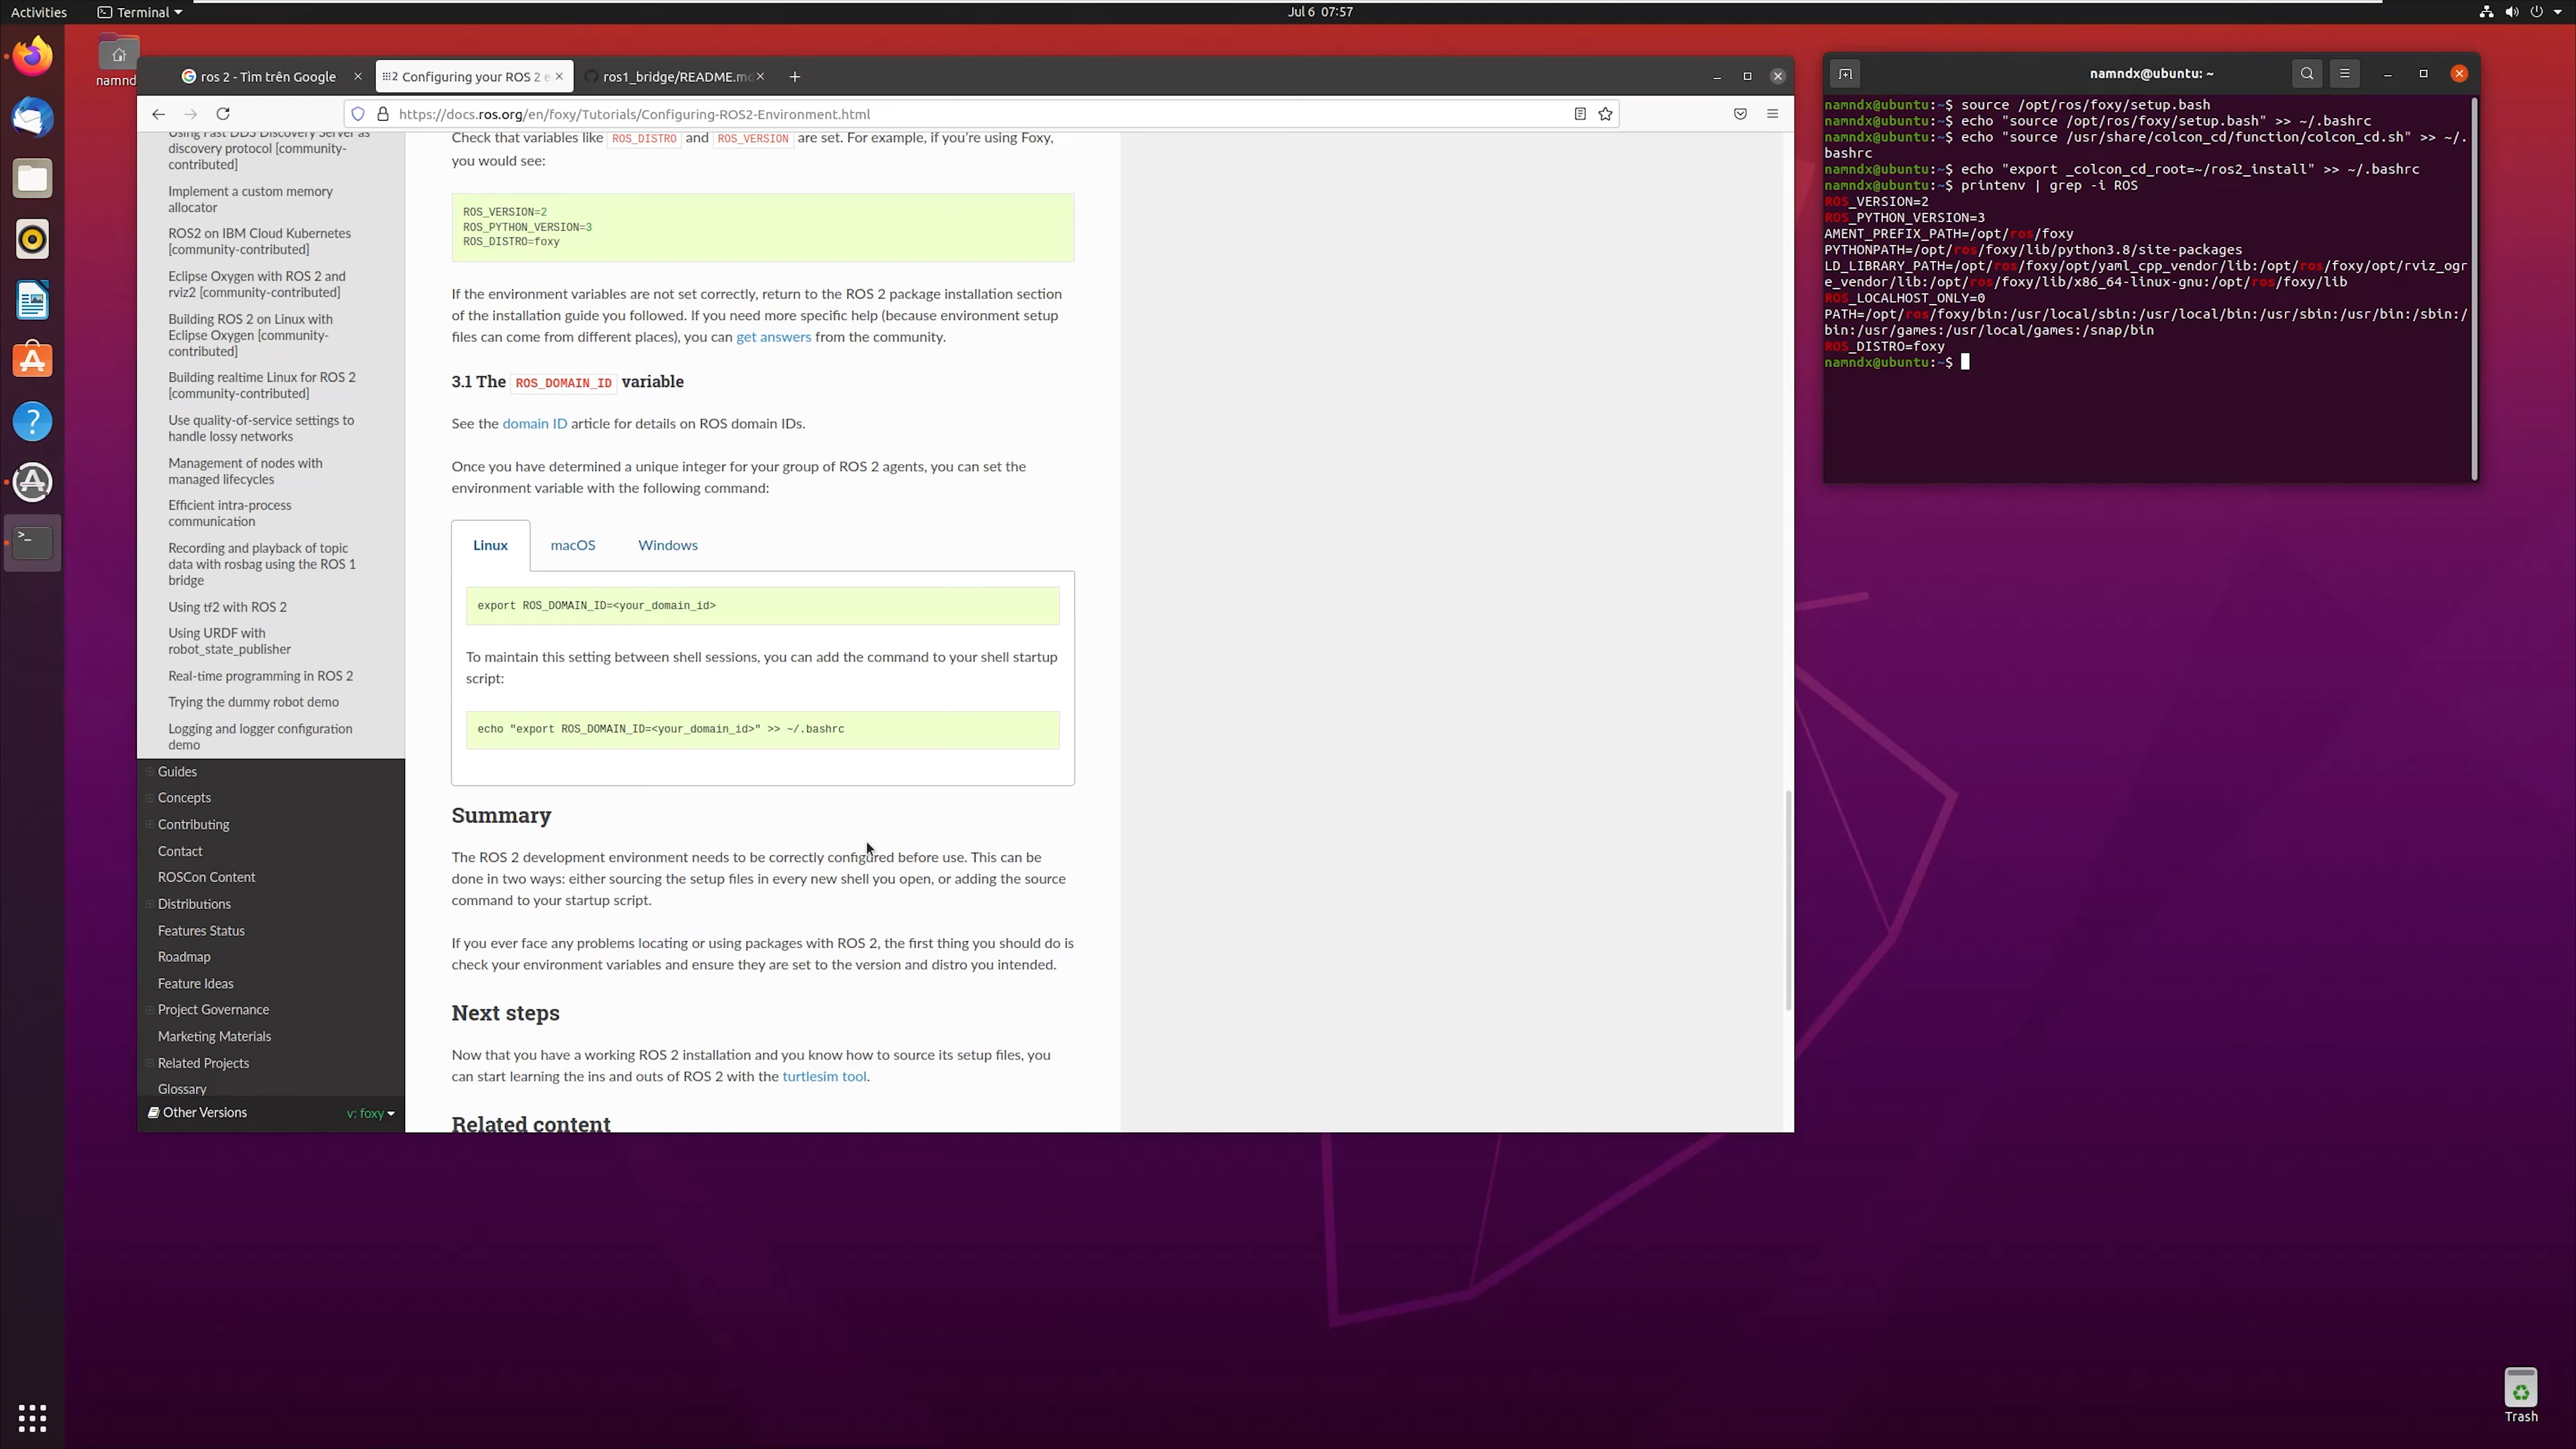 Activities
Terminal
Jul 6 07:57
namnd
ros 2 - Tìm trên Google
Configuring your ROS 2 e
ros1_bridge/README.m
https://docs.ros.org/en/foxy/Tutorials/Configuring-ROS2-Environment.html
Using Fast DDS Discovery Server as
discovery protocol [community-
contributed]
Implement a custom memory
allocator
ROS2 on IBM Cloud Kubernetes
[community-contributed]
Eclipse Oxygen with ROS 2 and
rviz2 [community-contributed]
Building ROS 2 on Linux with
Eclipse Oxygen [community-
contributed]
Building realtime Linux for ROS 2
[community-contributed]
Use quality-of-service settings to
handle lossy networks
Management of nodes with
managed lifecycles
Efficient intra-process
communication
Recording and playback of topic
data with rosbag using the ROS 1
bridge
Using tf2 with ROS 2
Using URDF with
robot_state_publisher
Real-time programming in ROS 2
Trying the dummy robot demo
Logging and logger configuration
demo
Guides
Concepts
Contributing
Contact
ROSCon Content
Distributions
Features Status
Roadmap
Feature Ideas
Project Governance
Marketing Materials
Related Projects
Glossary
Other Versions
v: foxy
Check that variables like ROS_DISTRO and ROS_VERSION are set. For example, if you're using Foxy,
you would see:
ROS_VERSION=2
ROS_PYTHON_VERSION=3
ROS_DISTRO=foxy
If the environment variables are not set correctly, return to the ROS 2 package installation section
of the installation guide you followed. If you need more specific help (because environment setup
files can come from different places), you can get answers from the community.
3.1 The ROS_DOMAIN_ID variable
See the domain ID article for details on ROS domain IDs.
Once you have determined a unique integer for your group of ROS 2 agents, you can set the
environment variable with the following command:
Linux
macOS
Windows
export ROS_DOMAIN_ID=<your_domain_id>
To maintain this setting between shell sessions, you can add the command to your shell startup
script:
echo "export ROS_DOMAIN_ID=<your_domain_id>" >> ~/.bashrc
Summary
The ROS 2 development environment needs to be correctly configured before use. This can be
done in two ways: either sourcing the setup files in every new shell you open, or adding the source
command to your startup script.
If you ever face any problems locating or using packages with ROS 2, the first thing you should do is
check your environment variables and ensure they are set to the version and distro you intended.
Next steps
Now that you have a working ROS 2 installation and you know how to source its setup files, you
can start learning the ins and outs of ROS 2 with the turtlesim tool.
Related content
namndx@ubuntu: ~
namndx@ubuntu:~$ source /opt/ros/foxy/setup.bash
namndx@ubuntu:~$ echo "source /opt/ros/foxy/setup.bash" >> ~/.bashrc
namndx@ubuntu:~$ echo "source /usr/share/colcon_cd/function/colcon_cd.sh" >> ~/.
bashrc
namndx@ubuntu:~$ echo "export _colcon_cd_root=~/ros2_install" >> ~/.bashrc
namndx@ubuntu:~$ printenv | grep -i ROS
ROS_VERSION=2
ROS_PYTHON_VERSION=3
AMENT_PREFIX_PATH=/opt/ros/foxy
PYTHONPATH=/opt/ros/foxy/lib/python3.8/site-packages
LD_LIBRARY_PATH=/opt/ros/foxy/opt/yaml_cpp_vendor/lib:/opt/ros/foxy/opt/rviz_ogr
e_vendor/lib:/opt/ros/foxy/lib/x86_64-linux-gnu:/opt/ros/foxy/lib
ROS_LOCALHOST_ONLY=0
PATH=/opt/ros/foxy/bin:/usr/local/sbin:/usr/local/bin:/usr/sbin:/usr/bin:/sbin:/
bin:/usr/games:/usr/local/games:/snap/bin
ROS_DISTRO=foxy
namndx@ubuntu:~$
Trash